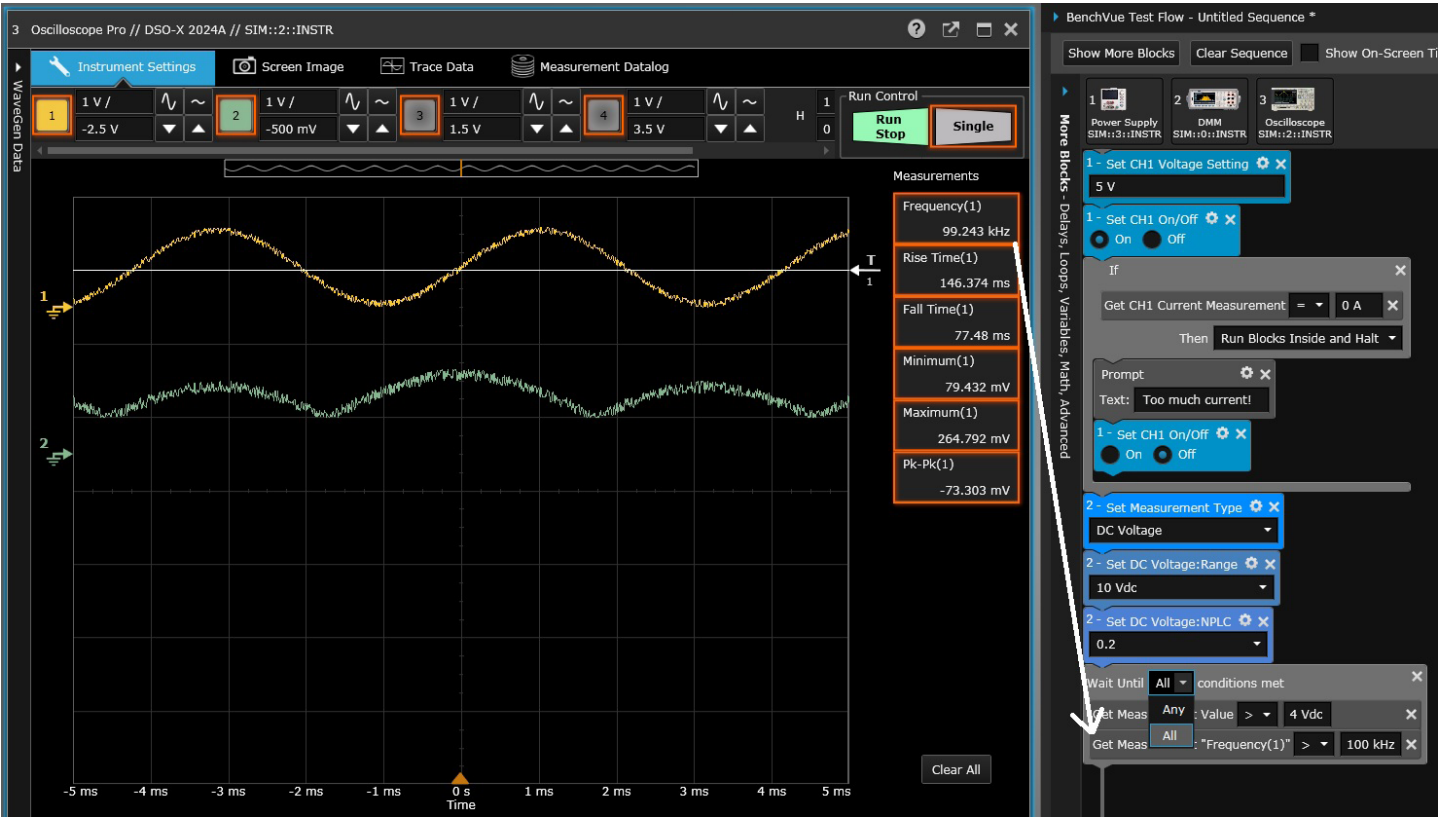 3 Oscilloscope Pro // DSO-X 2024A // SIM::2::INSTR
Instrument Settings Screen Image Trace Data Measurement Datalog
WaveGen Data
1 1 V / 2 1 V / 3 1 V / 4 1 V / H 1
-2.5 V -500 mV 1.5 V 3.5 V 0
Run Control
Run
Stop
Single
Measurements
Frequency(1)
99.243 kHz
Rise Time(1)
146.374 ms
Fall Time(1)
77.48 ms
Minimum(1)
79.432 mV
Maximum(1)
264.792 mV
Pk-Pk(1)
-73.303 mV
T
1
1
2
Clear All
-5 ms -4 ms -3 ms -2 ms -1 ms 0 s 1 ms 2 ms 3 ms 4 ms 5 ms
Time
BenchVue Test Flow - Untitled Sequence *
Show More Blocks Clear Sequence Show On-Screen Ti
More Blocks - Delays, Loops, Variables, Math, Advanced
1 2 3
Power Supply DMM Oscilloscope
SIM::3::INSTR SIM::0::INSTR SIM::2::INSTR
1 - Set CH1 Voltage Setting
5 V
1 - Set CH1 On/Off
On Off
If
Get CH1 Current Measurement = 0 A
Then Run Blocks Inside and Halt
Prompt
Text: Too much current!
1 - Set CH1 On/Off
On Off
2 - Set Measurement Type
DC Voltage
2 - Set DC Voltage:Range
10 Vdc
2 - Set DC Voltage:NPLC
0.2
Wait Until All conditions met
Any
All
Get Meas : Value > 4 Vdc
Get Meas : "Frequency(1)" > 100 kHz